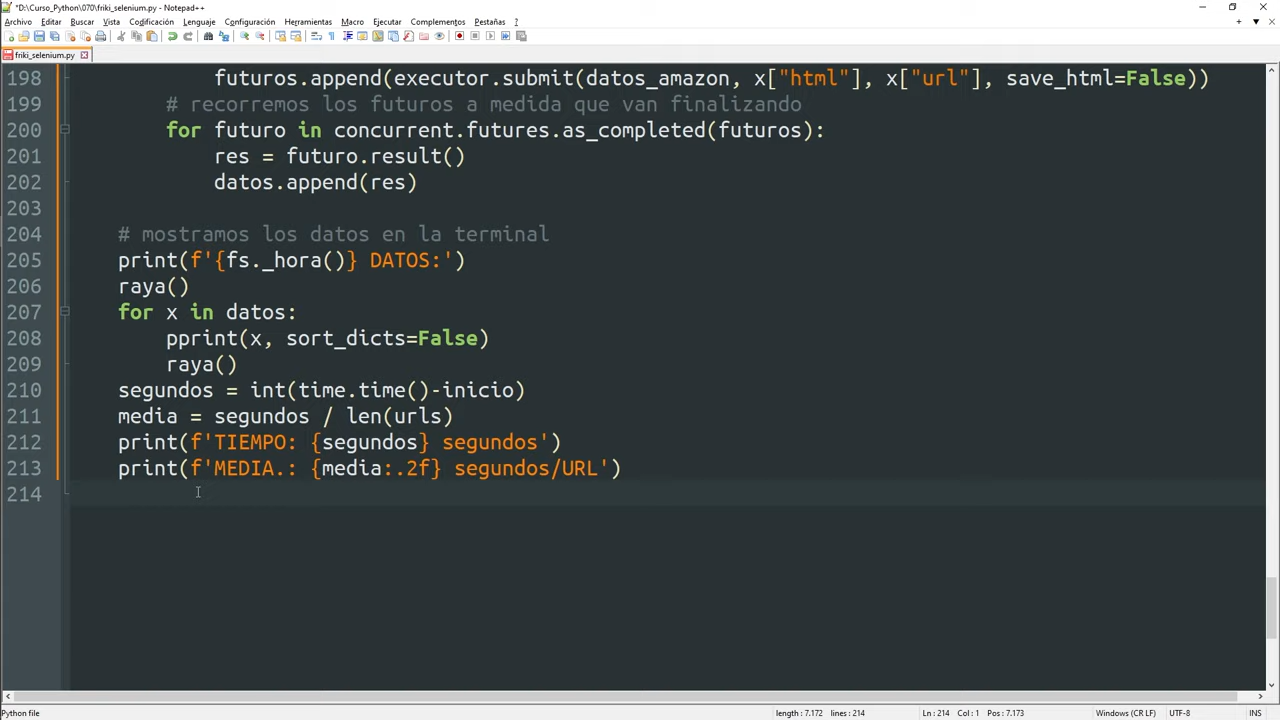 *D:\Curso_Python\070\friki_selenium.py - Notepad++
Archivo Editar Buscar Vista Codificación Lenguaje Configuración Herramientas Macro Ejecutar Complementos Pestañas ?
friki_selenium.py
198 futuros.append(executor.submit(datos_amazon, x["html"], x["url"], save_html=False))
199 # recorremos los futuros a medida que van finalizando
200 for futuro in concurrent.futures.as_completed(futuros):
201 res = futuro.result()
202 datos.append(res)
203
204 # mostramos los datos en la terminal
205 print(f'{fs._hora()} DATOS:')
206 raya()
207 for x in datos:
208 pprint(x, sort_dicts=False)
209 raya()
210 segundos = int(time.time()-inicio)
211 media = segundos / len(urls)
212 print(f'TIEMPO: {segundos} segundos')
213 print(f'MEDIA.: {media:.2f} segundos/URL')
214
Python file length : 7.172 lines : 214 Ln : 214 Col : 1 Pos : 7.173 Windows (CR LF) UTF-8 INS